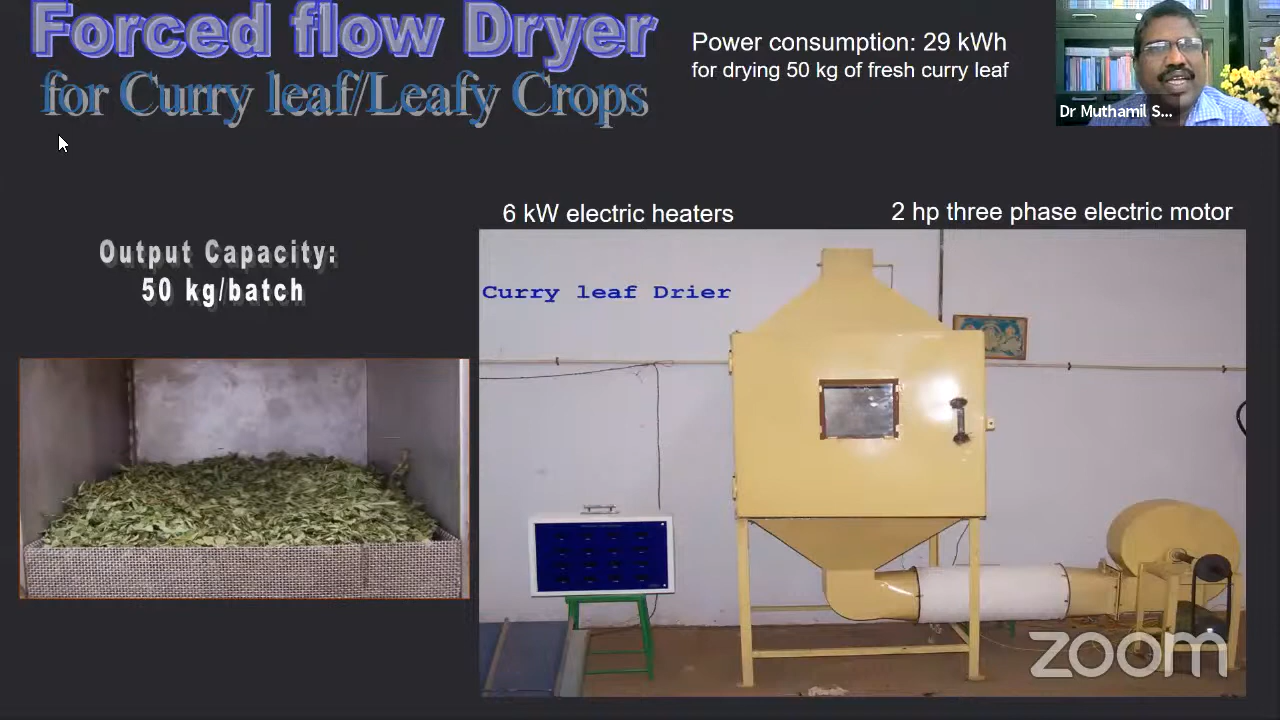 Forced flow Dryer
for Curry leaf/Leafy Crops
Power consumption: 29 kWh
for drying 50 kg of fresh curry leaf
Dr Muthamil S...
6 kW electric heaters
2 hp three phase electric motor
Output Capacity:
50 kg/batch
Curry leaf Drier
zoom